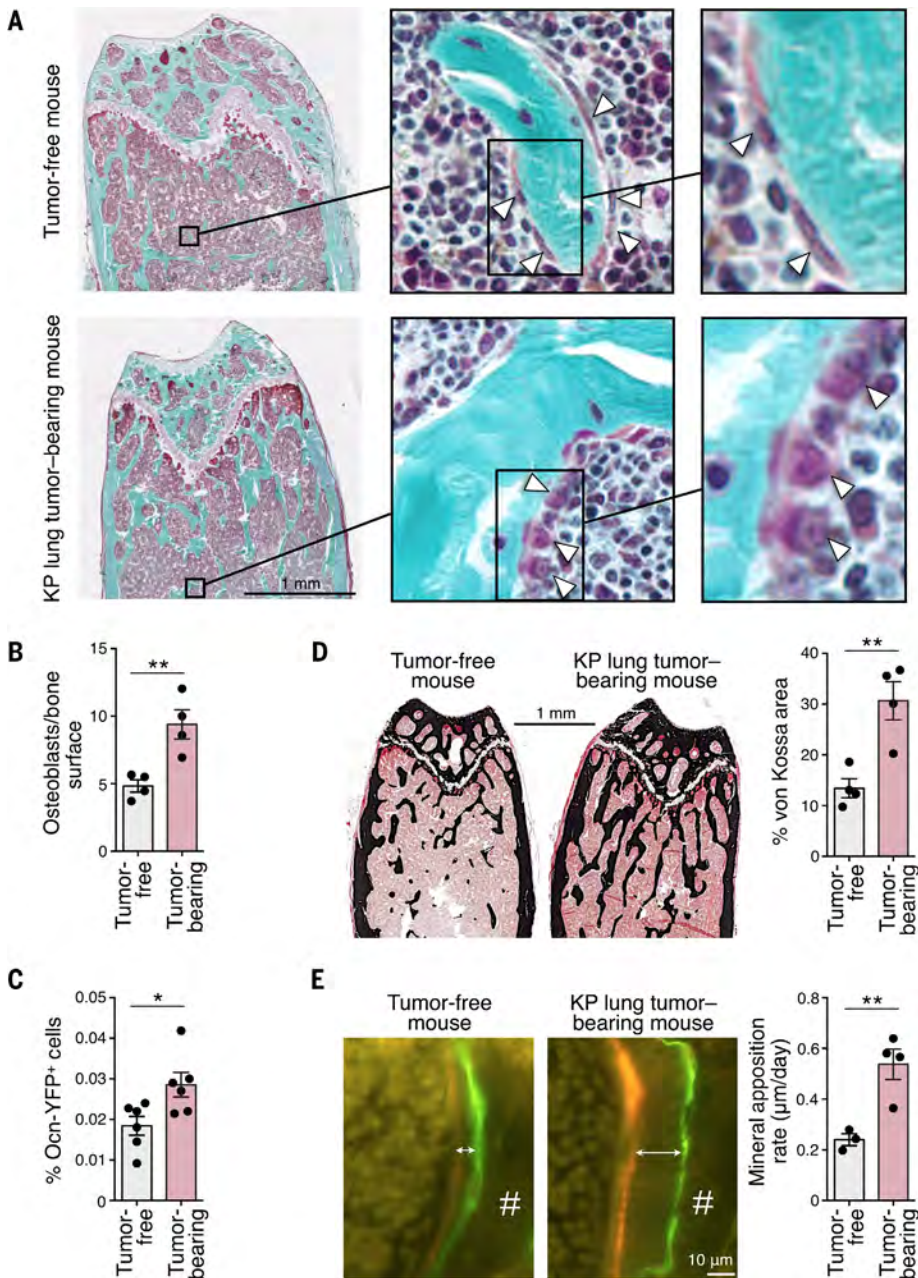 A
Tumor-free mouse
KP lung tumor–bearing mouse
1 mm
B
15
10
5
0
Osteoblasts/bone
surface
**
Tumor-
free
Tumor-
bearing
C
0.05
0.04
0.03
0.02
0.01
0
% Ocn-YFP+ cells
*
Tumor-
free
Tumor-
bearing
D
Tumor-free
mouse
KP lung tumor–
bearing mouse
1 mm
40
30
20
10
0
% von Kossa area
**
Tumor-
free
Tumor-
bearing
E
Tumor-free
mouse
KP lung tumor–
bearing mouse
#
#
10 µm
0.8
0.6
0.4
0.2
0
Mineral apposition
rate (µm/day)
**
Tumor-
free
Tumor-
bearing